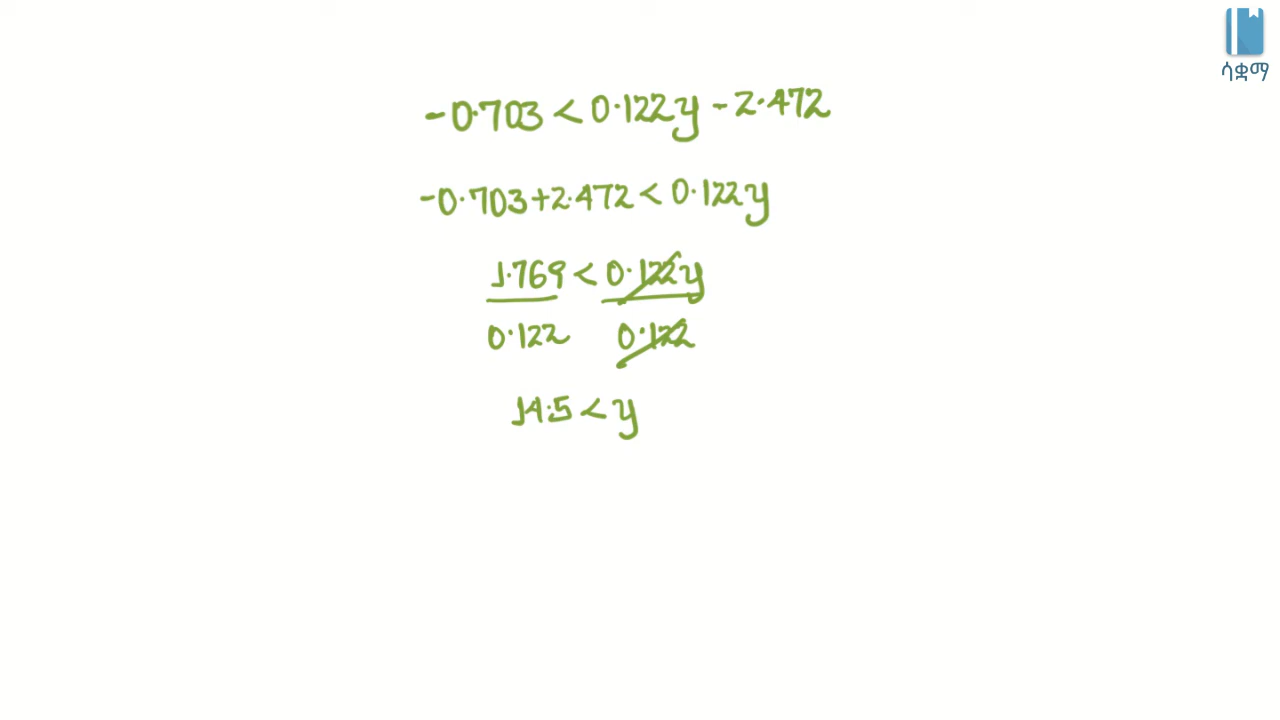 ሳቋማ
-0.703 < 0.122y - 2.472
-0.703+2.472 < 0.122y
1.769 < 0.122y
0.122 0.122
14.5 < y